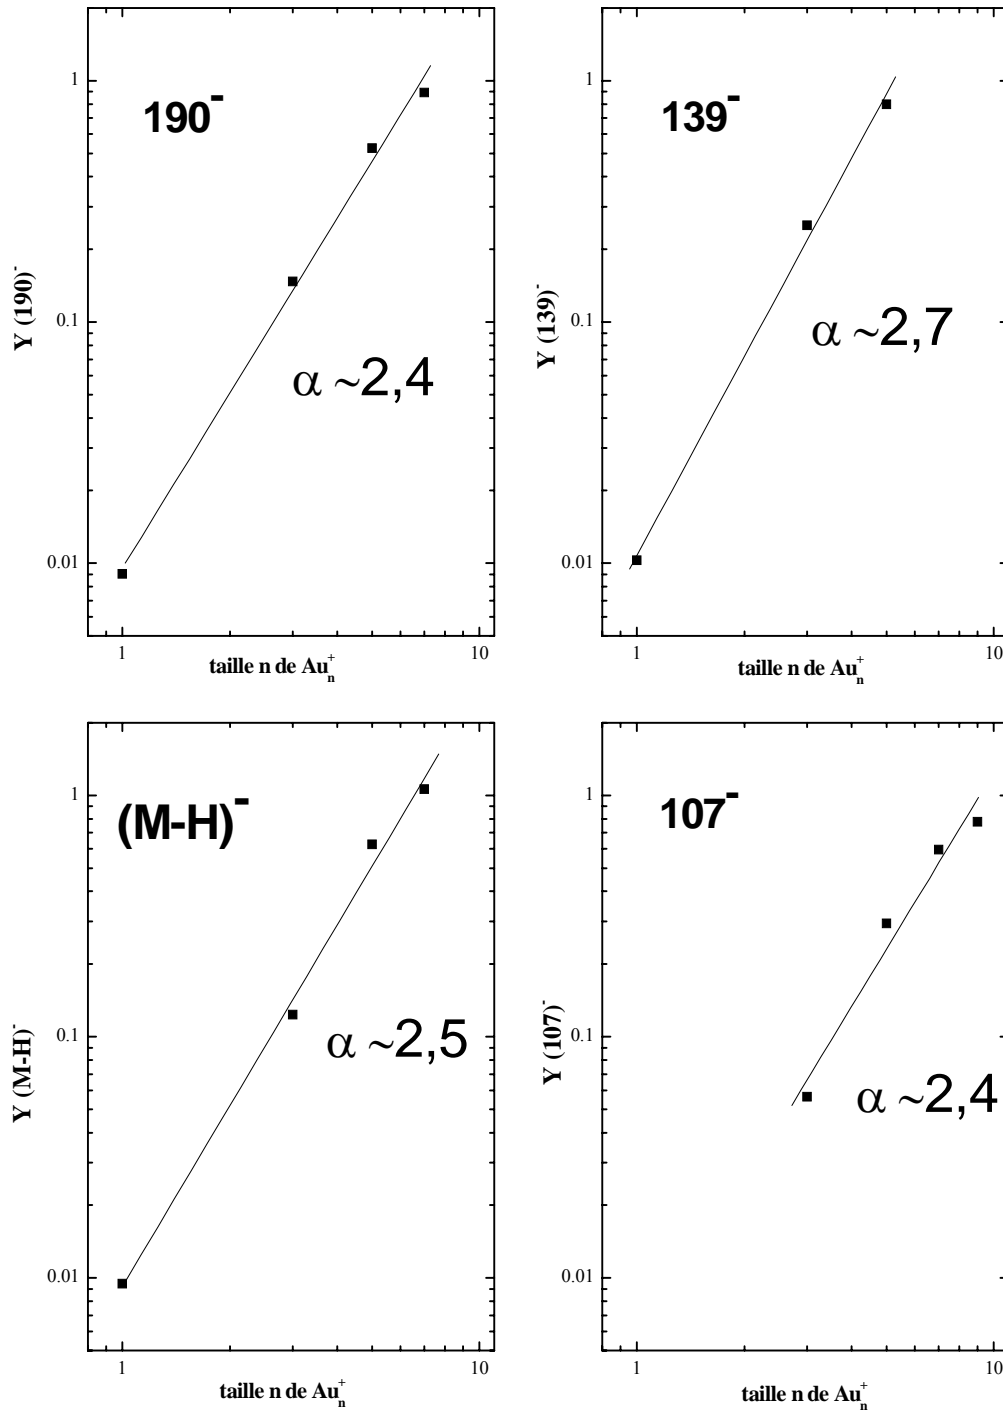 190⁻
1
0.1
0.01
Y (190)⁻
α ~2,4
1
10
taille n de Au⁺ₙ
139⁻
1
0.1
0.01
Y (139)⁻
α ~2,7
1
10
taille n de Au⁺ₙ
(M-H)⁻
1
0.1
0.01
Y (M-H)⁻
α ~2,5
1
10
taille n de Au⁺ₙ
107⁻
1
0.1
0.01
Y (107)⁻
α ~2,4
1
10
taille n de Au⁺ₙ